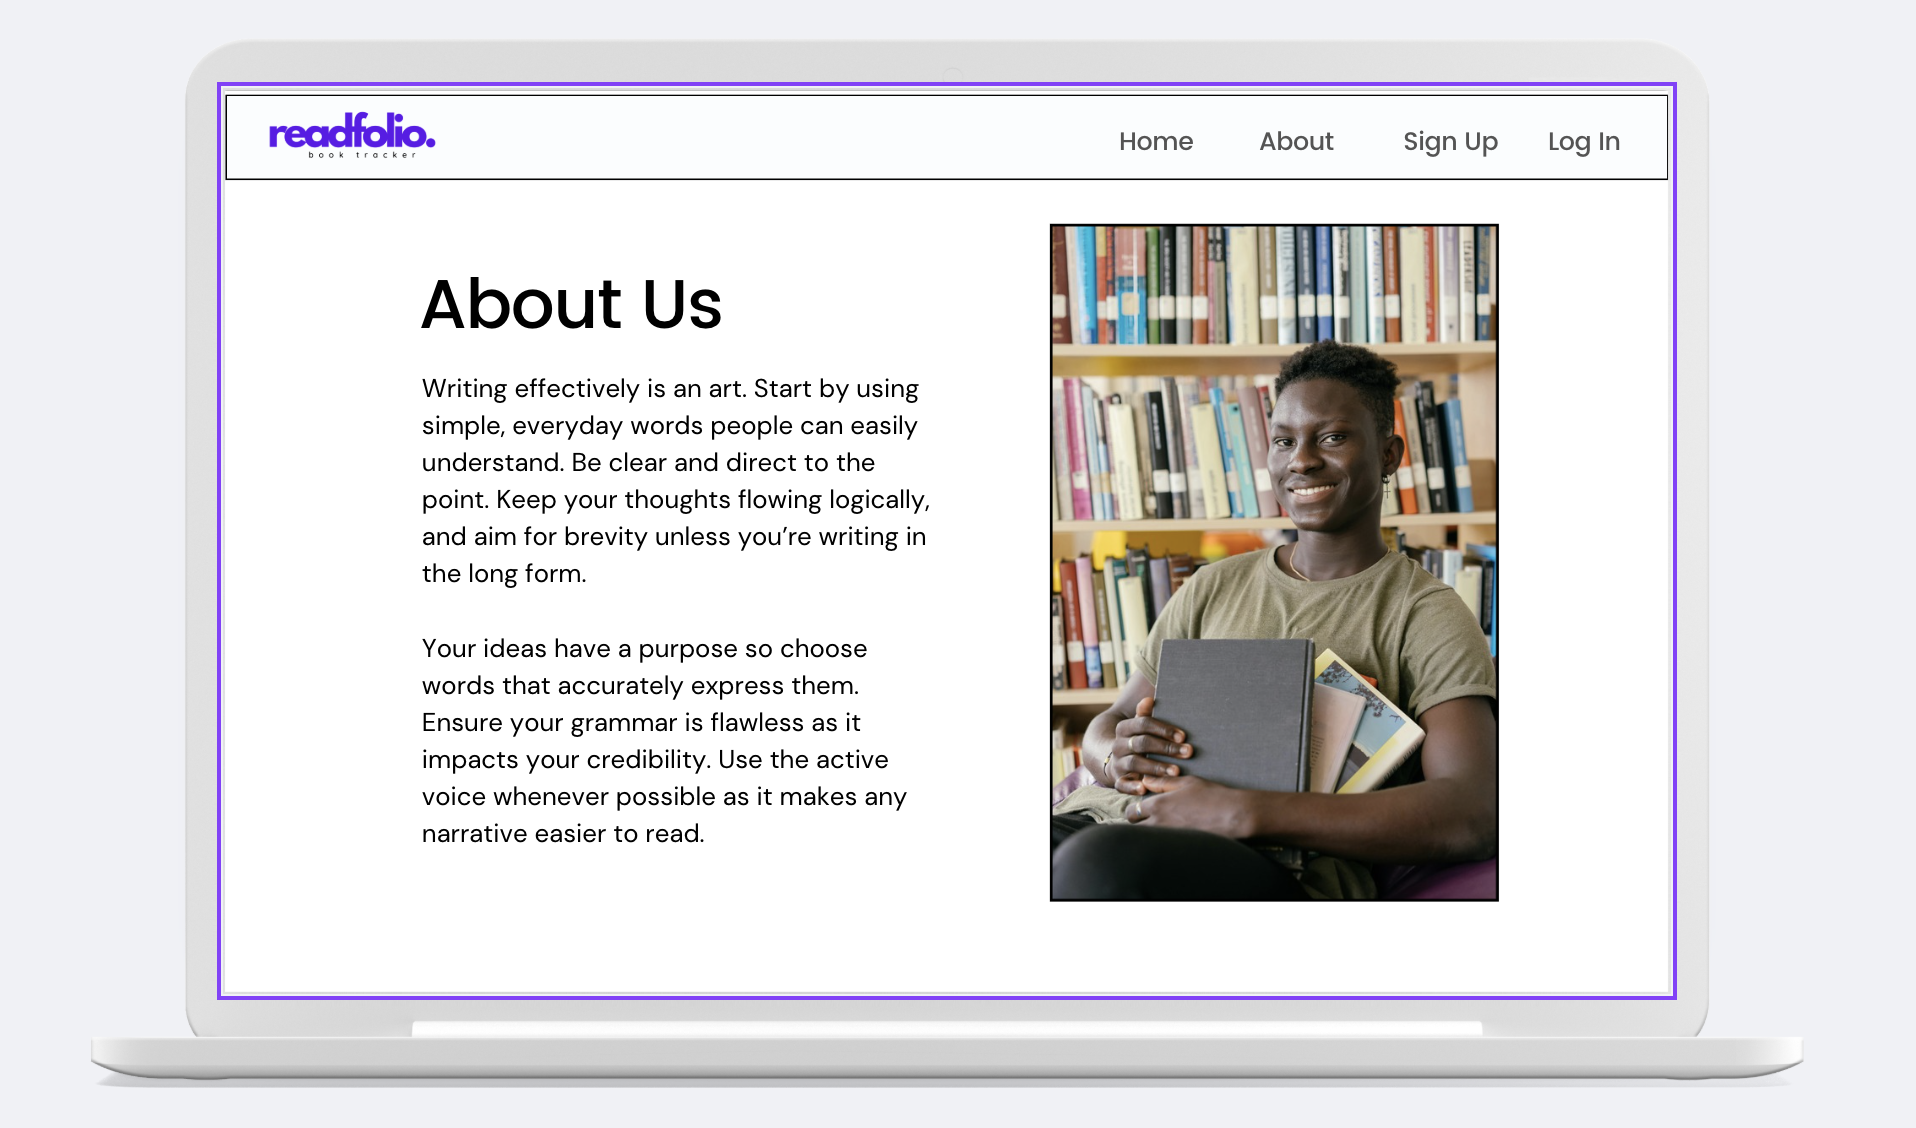 readfolio.
book tracker
Home About Sign Up Log In
About Us
Writing effectively is an art. Start by using
simple, everyday words people can easily
understand. Be clear and direct to the
point. Keep your thoughts flowing logically,
and aim for brevity unless you’re writing in
the long form.
Your ideas have a purpose so choose
words that accurately express them.
Ensure your grammar is flawless as it
impacts your credibility. Use the active
voice whenever possible as it makes any
narrative easier to read.